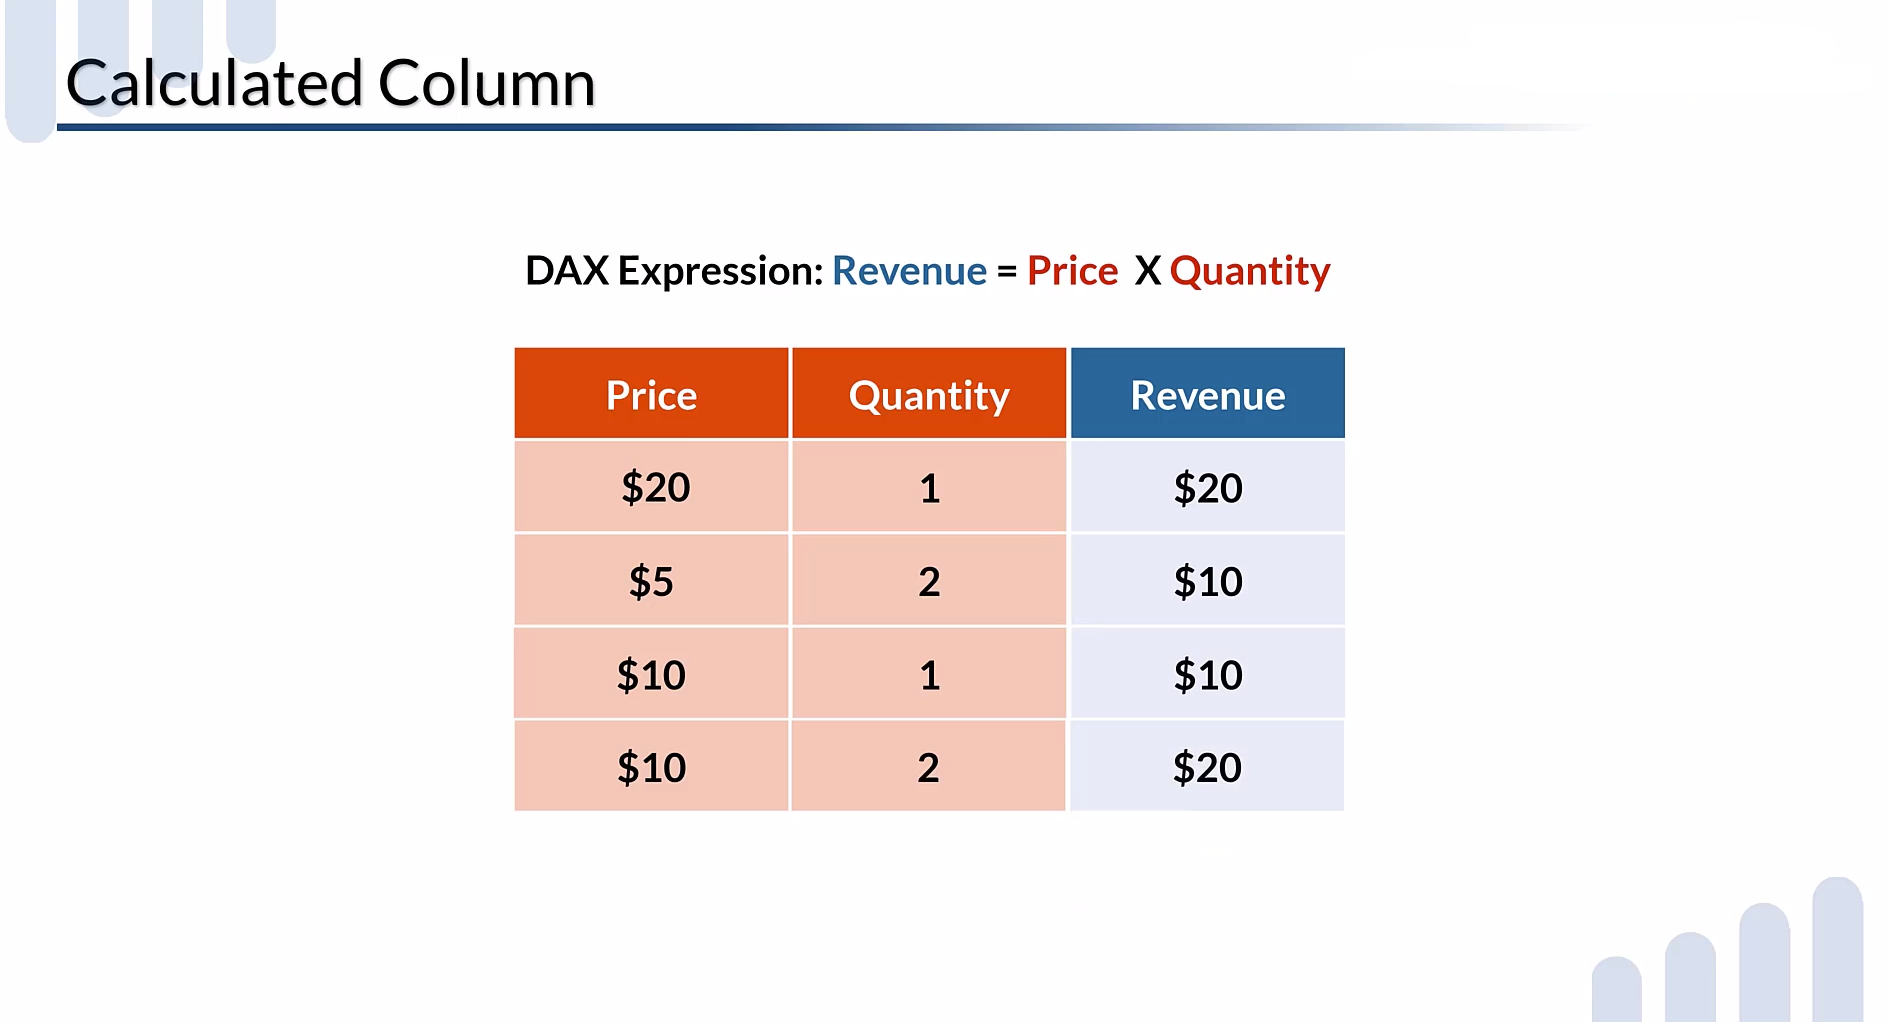 Calculated Column
DAX Expression: Revenue = Price X Quantity
Price Quantity Revenue
$20 1 $20
$5 2 $10
$10 1 $10
$10 2 $20